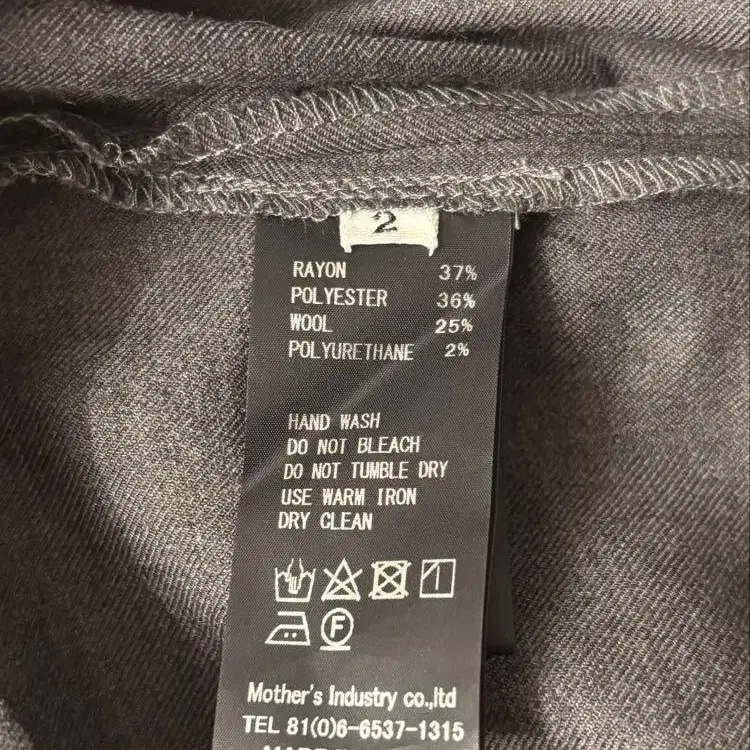 2
RAYON 37%
POLYESTER 36%
WOOL 25%
POLYURETHANE 2%
HAND WASH
DO NOT BLEACH
DO NOT TUMBLE DRY
USE WARM IRON
DRY CLEAN
F
Mother's Industry co.,ltd
TEL 81(0)6-6537-1315